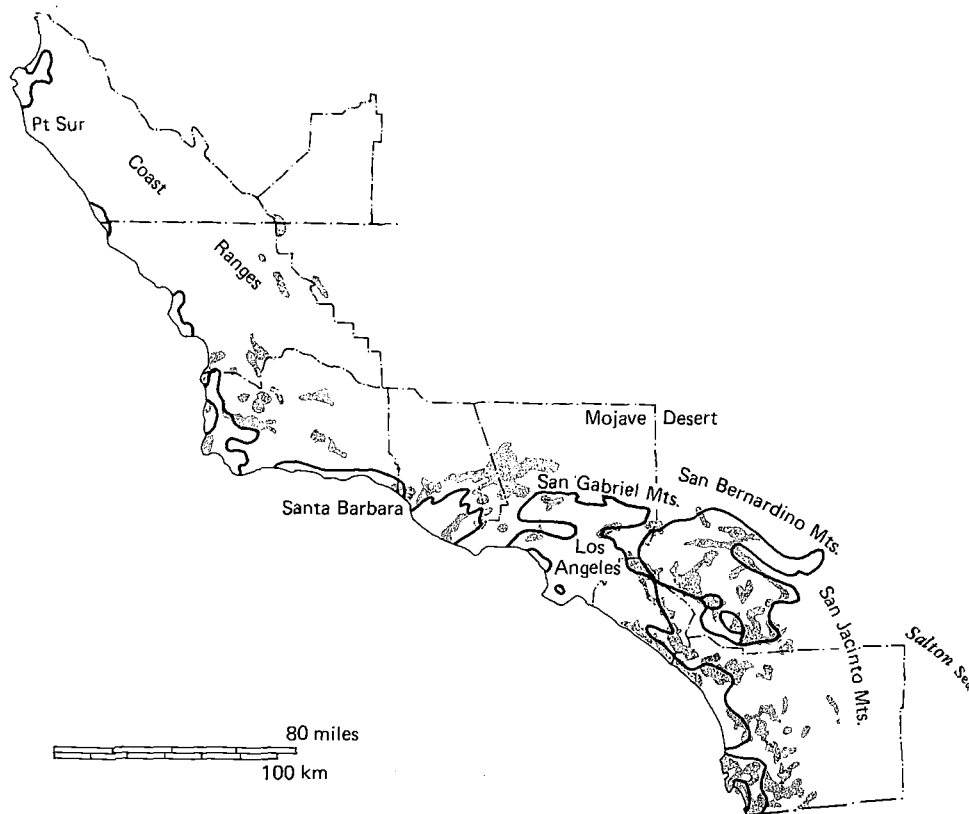 Pt Sur
Coast
Ranges
Mojave Desert
San Gabriel Mts.
San Bernardino Mts.
Santa Barbara
Los
Angeles
San Jacinto Mts.
Salton Sea
80 miles
100 km